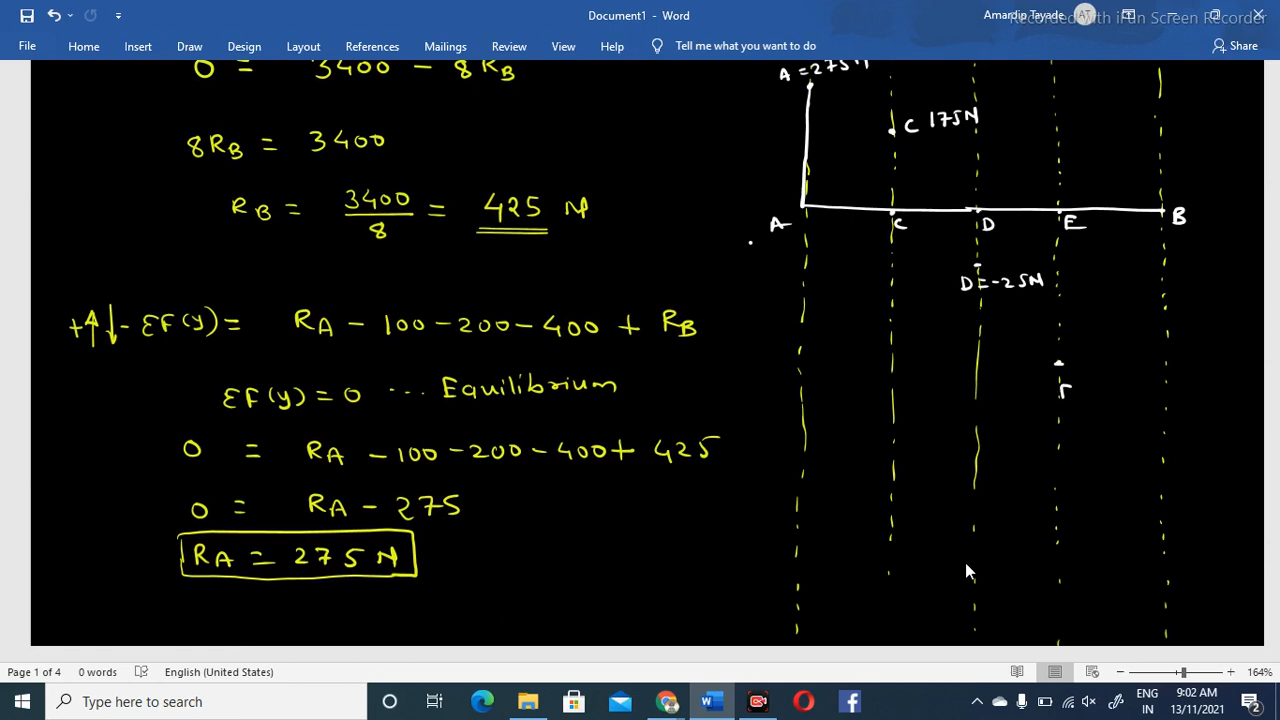 Document1 - Word
Amardip Tayade AT
Recorded with iFun Screen Recorder
File Home Insert Draw Design Layout References Mailings Review View Help Tell me what you want to do Share
0 = 3400 - 8RB
8RB = 3400
RB = 3400/8 = 425 N
+↑↓- ΣF(y) = RA - 100 - 200 - 400 + RB
ΣF(y) = 0 ... Equilibrium
0 = RA - 100 - 200 - 400 + 425
0 = RA - 275
RA = 275 N
A = 275N
C 175N
A C D E B
D = -25N
Page 1 of 4 0 words English (United States) 164%
Type here to search
ENG 9:02 AM
IN 13/11/2021
2